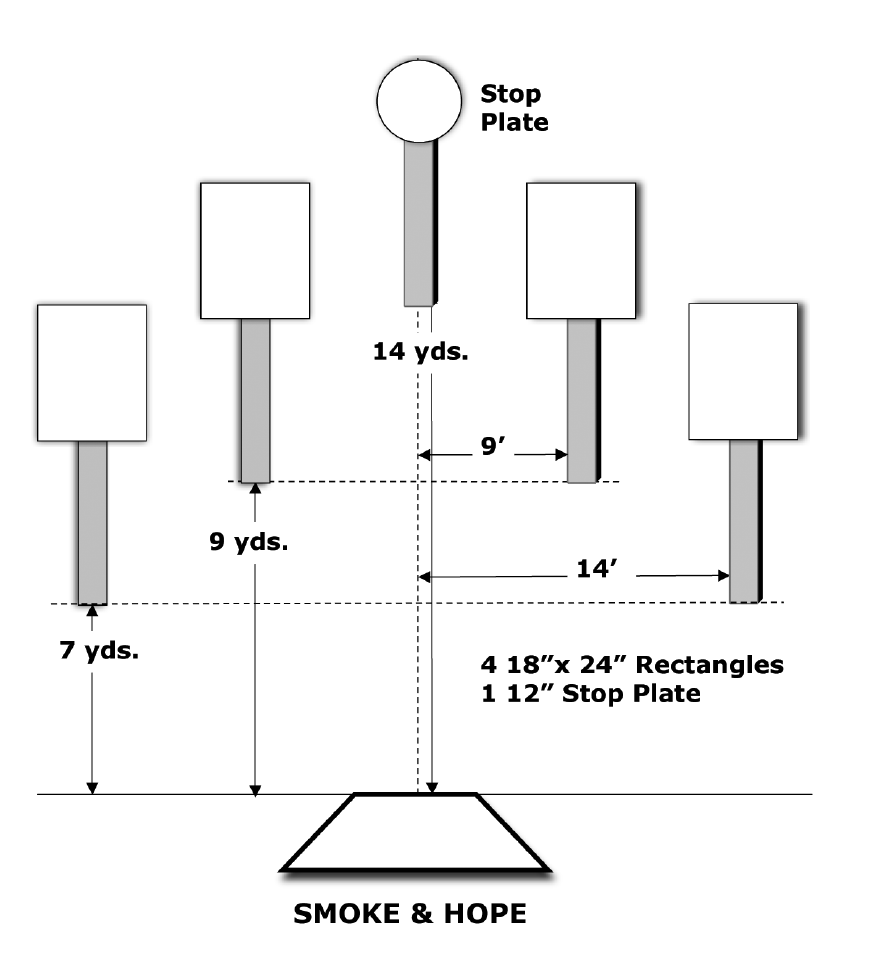 Stop
Plate
14 yds.
9’
9 yds.
14’
7 yds.
4 18”x 24” Rectangles
1 12” Stop Plate
SMOKE & HOPE